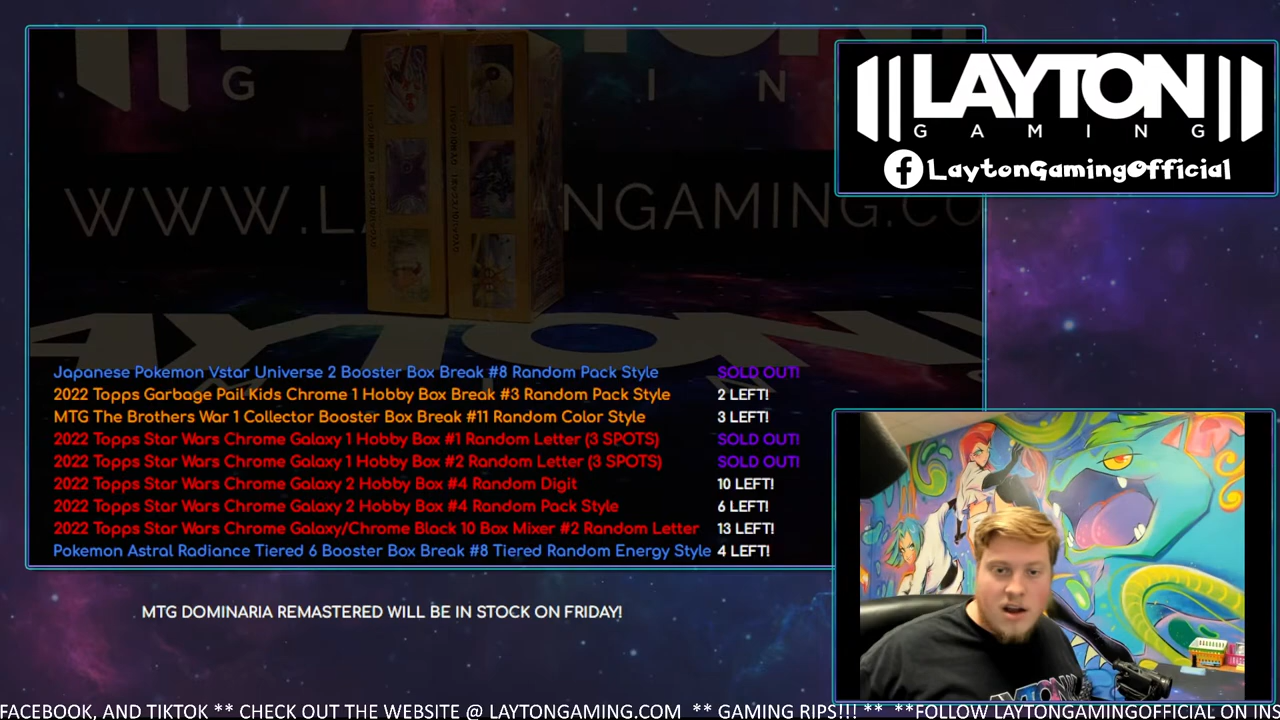 G
I
N
WWW.L
NGAMING.CO
LAYTON
GAMING
LaytonGamingOfficial
Japanese Pokemon Vstar Universe 2 Booster Box Break #8 Random Pack Style SOLD OUT!
2022 Topps Garbage Pail Kids Chrome 1 Hobby Box Break #3 Random Pack Style 2 LEFT!
MTG The Brothers War 1 Collector Booster Box Break #11 Random Color Style 3 LEFT!
2022 Topps Star Wars Chrome Galaxy 1 Hobby Box #1 Random Letter (3 SPOTS) SOLD OUT!
2022 Topps Star Wars Chrome Galaxy 1 Hobby Box #2 Random Letter (3 SPOTS) SOLD OUT!
2022 Topps Star Wars Chrome Galaxy 2 Hobby Box #4 Random Digit 10 LEFT!
2022 Topps Star Wars Chrome Galaxy 2 Hobby Box #4 Random Pack Style 6 LEFT!
2022 Topps Star Wars Chrome Galaxy/Chrome Black 10 Box Mixer #2 Random Letter 13 LEFT!
Pokemon Astral Radiance Tiered 6 Booster Box Break #8 Tiered Random Energy Style 4 LEFT!
MTG DOMINARIA REMASTERED WILL BE IN STOCK ON FRIDAY!
FACEBOOK, AND TIKTOK ** CHECK OUT THE WEBSITE @ LAYTONGAMING.COM ** GAMING RIPS!!! ** **FOLLOW LAYTONGAMINGOFFICIAL ON INS